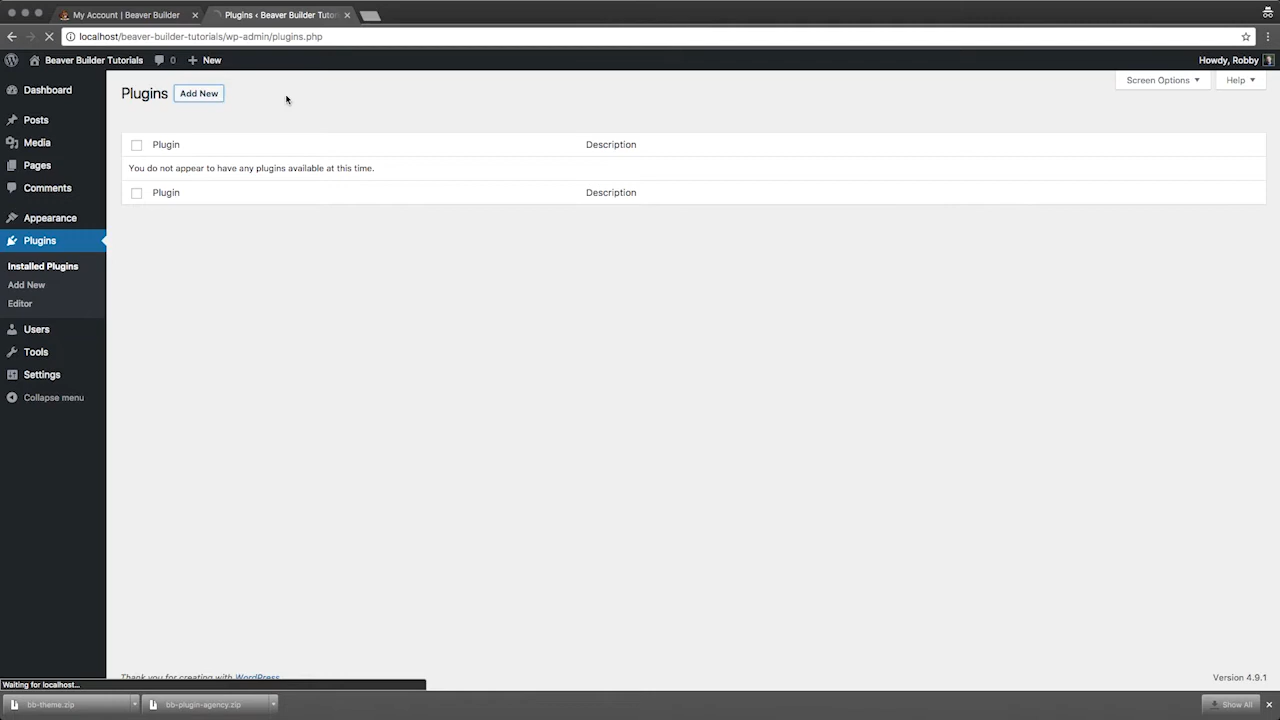 My Account | Beaver Builder
Plugins ‹ Beaver Builder Tutor
localhost/beaver-builder-tutorials/wp-admin/plugins.php
Beaver Builder Tutorials
0
New
Howdy, Robby
Dashboard
Posts
Media
Pages
Comments
Appearance
Plugins
Installed Plugins
Add New
Editor
Users
Tools
Settings
Collapse menu
Plugins
Add New
Screen Options
Help
Plugin
Description
You do not appear to have any plugins available at this time.
Plugin
Description
Thank you for creating with WordPress
Version 4.9.1
Waiting for localhost...
bb-theme.zip
bb-plugin-agency.zip
Show All